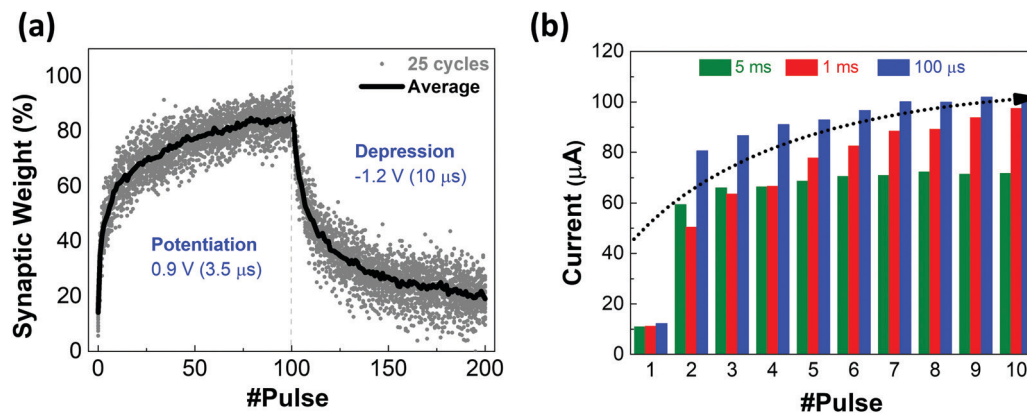 (a)
Synaptic Weight (%)
100
80
60
40
20
0
25 cycles
Average
Depression
-1.2 V (10 μs)
Potentiation
0.9 V (3.5 μs)
0 50 100 150 200
#Pulse
(b)
Current (μA)
120
100
80
60
40
20
0
5 ms 1 ms 100 μs
1 2 3 4 5 6 7 8 9 10
#Pulse